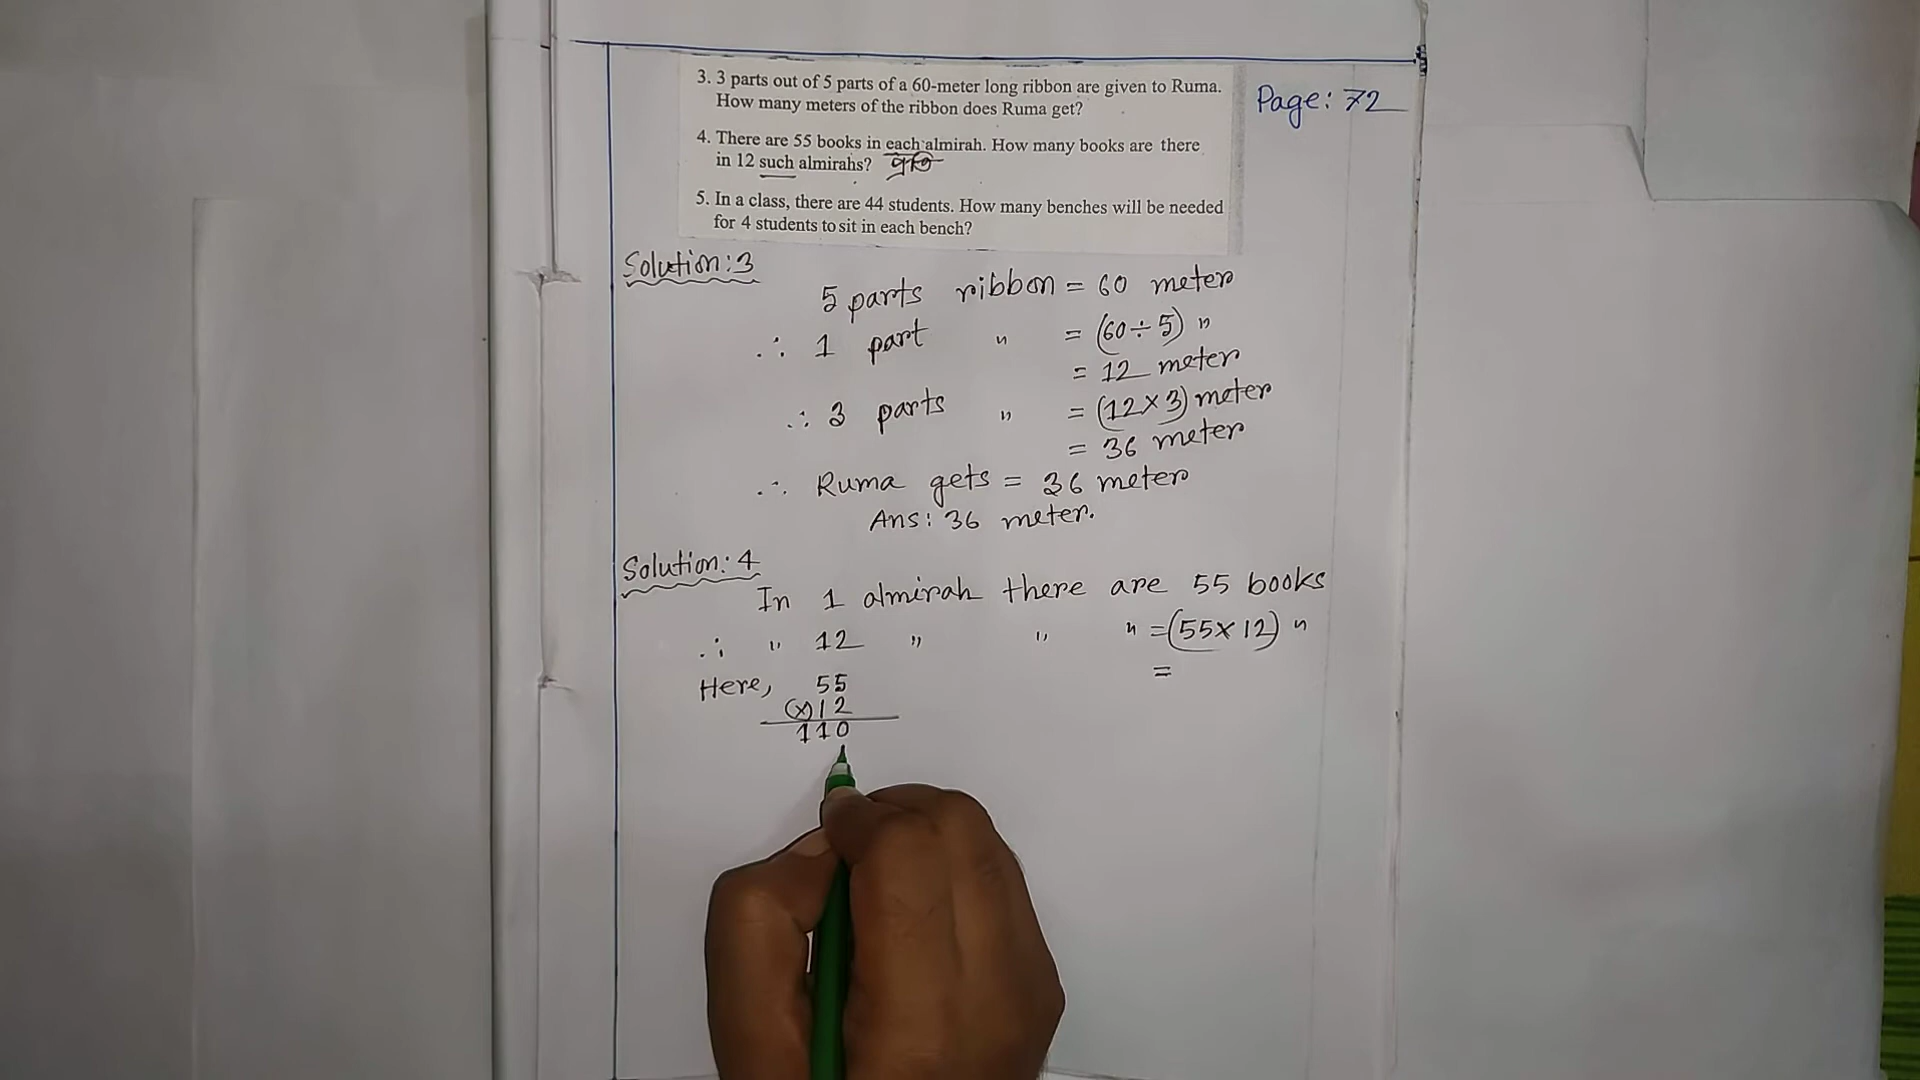 3. 3 parts out of 5 parts of a 60-meter long ribbon are given to Ruma.
How many meters of the ribbon does Ruma get?
4. There are 55 books in each almirah. How many books are there
in 12 such almirahs?
5. In a class, there are 44 students. How many benches will be needed
for 4 students to sit in each bench?
Page: 72
Solution: 3
5 parts ribbon = 60 meter
∴ 1 part " = (60 ÷ 5) "
= 12 meter
∴ 3 parts " = (12 × 3) meter
= 36 meter
∴ Ruma gets = 36 meter
Ans: 36 meter.
Solution: 4
In 1 almirah there are 55 books
∴ " 12 " " " = (55 × 12) "
=
Here, 55
(×) 12
110